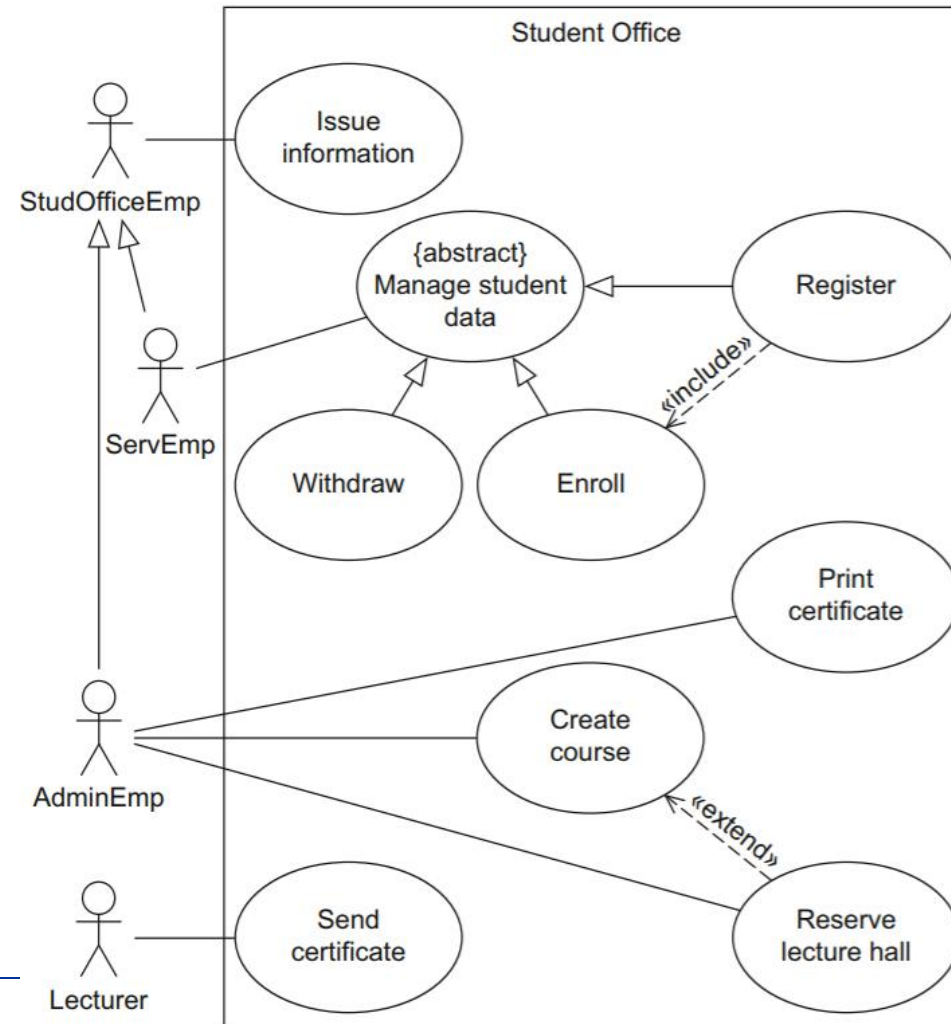 Student Office
Issue
information
StudOfficeEmp
{abstract}
Manage student
data
Register
«include»
ServEmp
Withdraw
Enroll
Print
certificate
Create
course
AdminEmp
«extend»
Send
certificate
Reserve
lecture hall
Lecturer